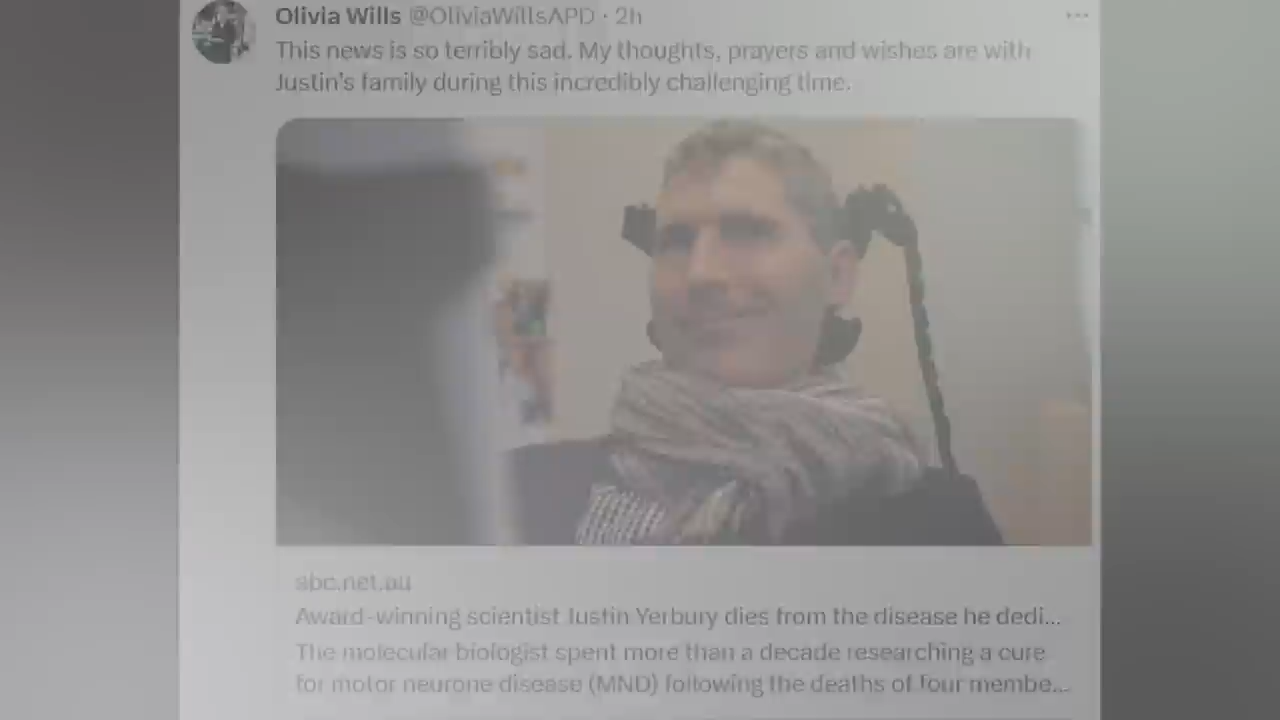 Olivia Wills @OliviaWillsAPD · 2h
This news is so terribly sad. My thoughts, prayers and wishes are with
Justin's family during this incredibly challenging time.
abc.net.au
Award-winning scientist Justin Yerbury dies from the disease he dedi...
The molecular biologist spent more than a decade researching a cure
for motor neurone disease (MND) following the deaths of four membe...